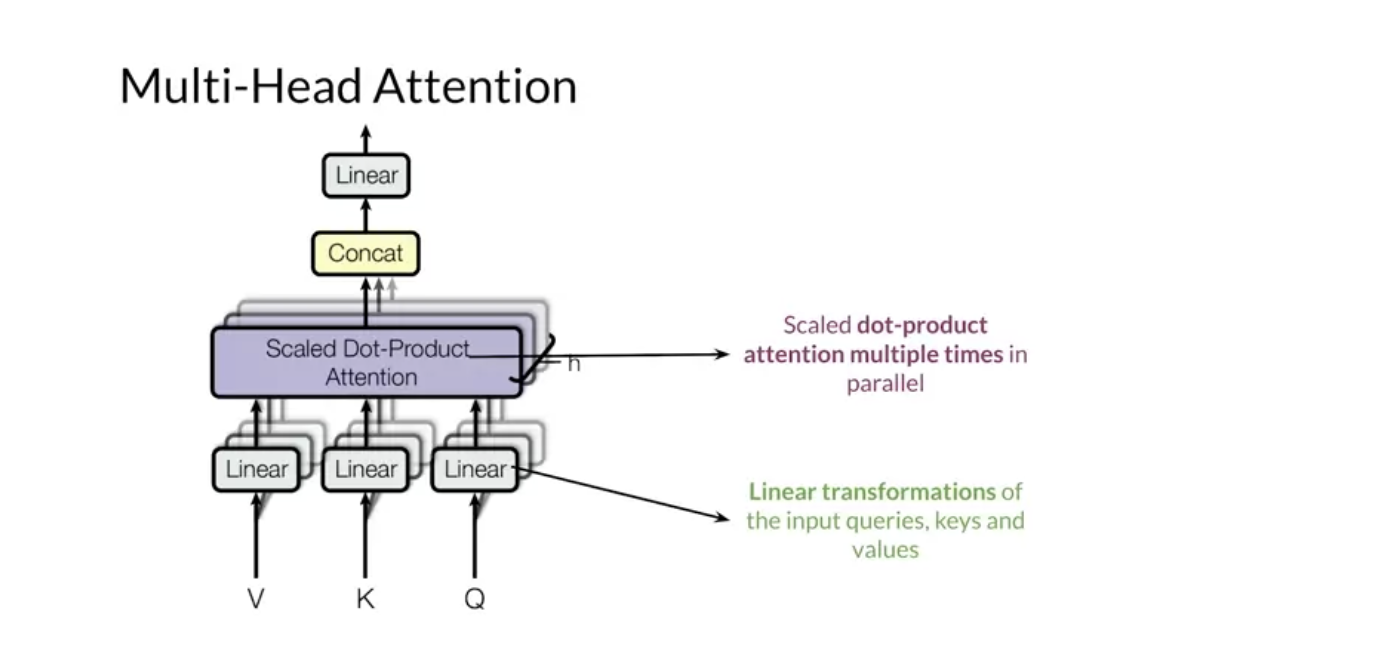 Multi-Head Attention
Linear
Concat
Scaled Dot-Product
Attention
h
Linear
Linear
Linear
V
K
Q
Scaled dot-product
attention multiple times in
parallel
Linear transformations of
the input queries, keys and
values